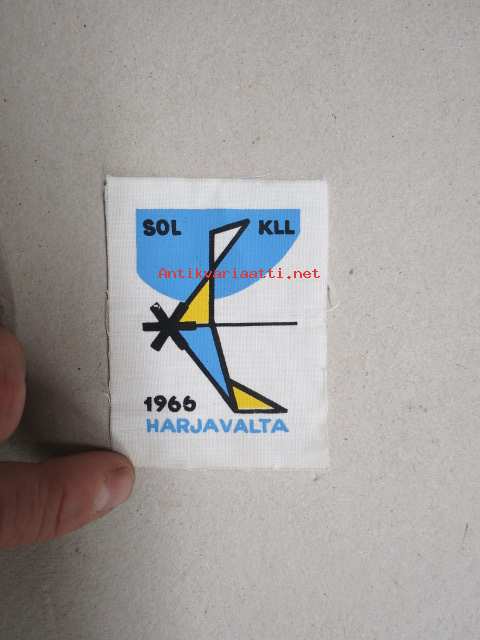 SOL KLL
Antikvariaatti.net
1966
HARJAVALTA